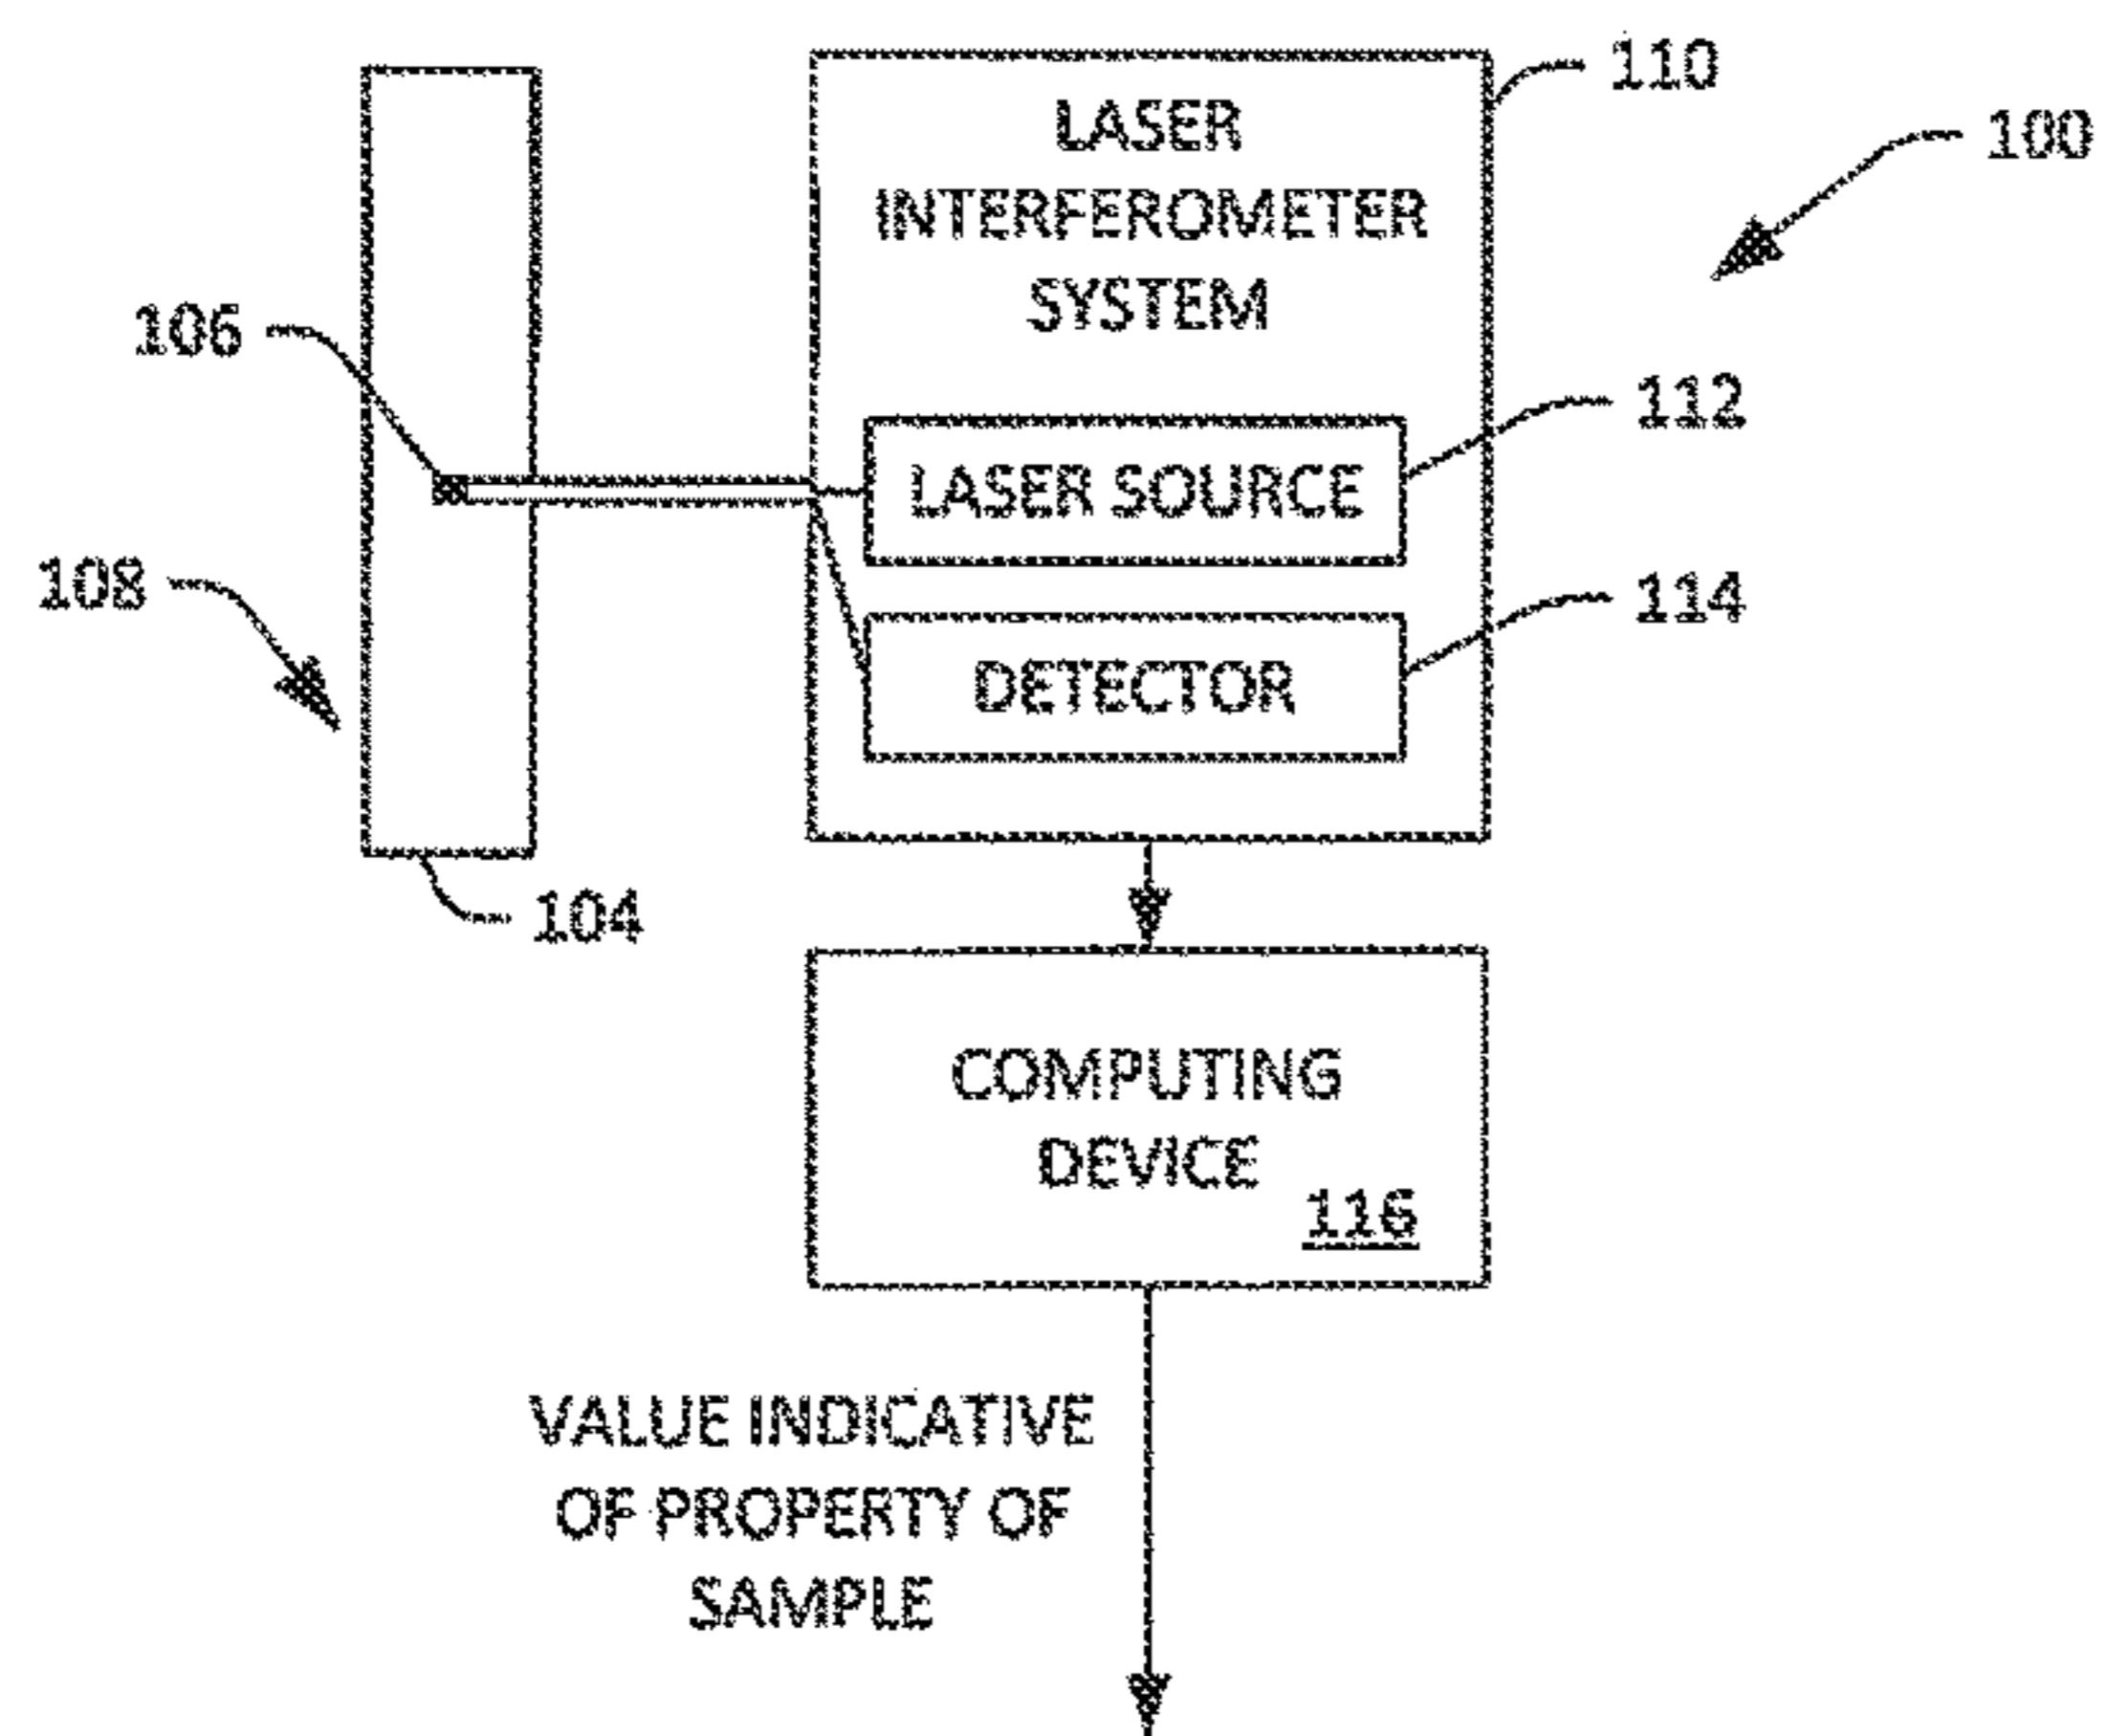 110
LASER
100
INTERFEROMETER
SYSTEM
106
112
LASER SOURCE
108
114
DETECTOR
104
COMPUTING
DEVICE
116
VALUE INDICATIVE
OF PROPERTY OF
SAMPLE